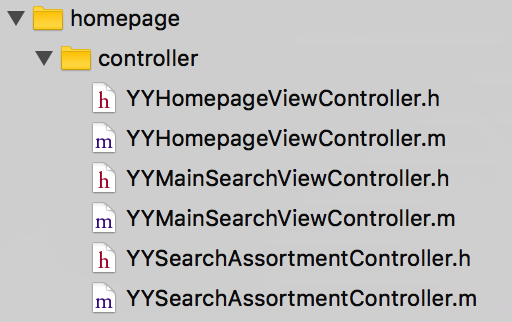 homepage
controller
h YYHomepageViewController.h
m YYHomepageViewController.m
h YYMainSearchViewController.h
m YYMainSearchViewController.m
h YYSearchAssortmentController.h
m YYSearchAssortmentController.m